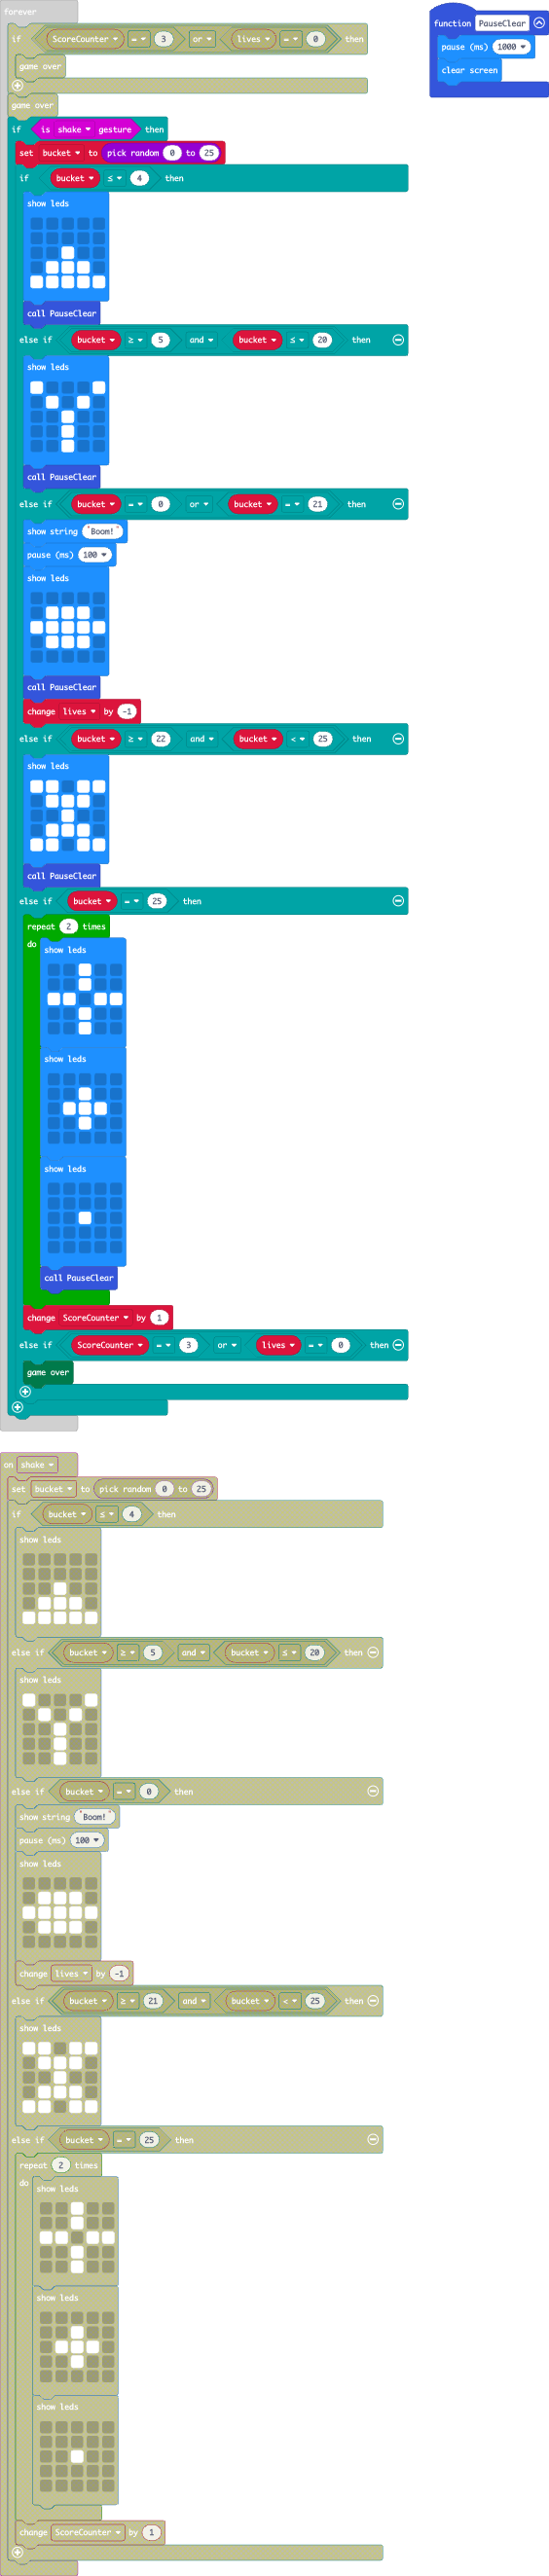 forever
if ScoreCounter = 3 or lives = 0 then
game over
game over
if is shake gesture then
set bucket to pick random 0 to 25
if bucket ≤ 4 then
show leds
call PauseClear
else if bucket ≥ 5 and bucket ≤ 20 then
show leds
call PauseClear
else if bucket = 0 or bucket = 21 then
show string "Boom!"
pause (ms) 100
show leds
call PauseClear
change lives by -1
else if bucket ≥ 22 and bucket < 25 then
show leds
call PauseClear
else if bucket = 25 then
repeat 2 times
do
show leds
show leds
show leds
call PauseClear
change ScoreCounter by 1
else if ScoreCounter = 3 or lives = 0 then
game over
function PauseClear
pause (ms) 1000
clear screen
on shake
set bucket to pick random 0 to 25
if bucket ≤ 4 then
show leds
else if bucket ≥ 5 and bucket ≤ 20 then
show leds
else if bucket = 0 then
show string "Boom!"
pause (ms) 100
show leds
change lives by -1
else if bucket ≥ 21 and bucket < 25 then
show leds
else if bucket = 25 then
repeat 2 times
do
show leds
show leds
show leds
change ScoreCounter by 1